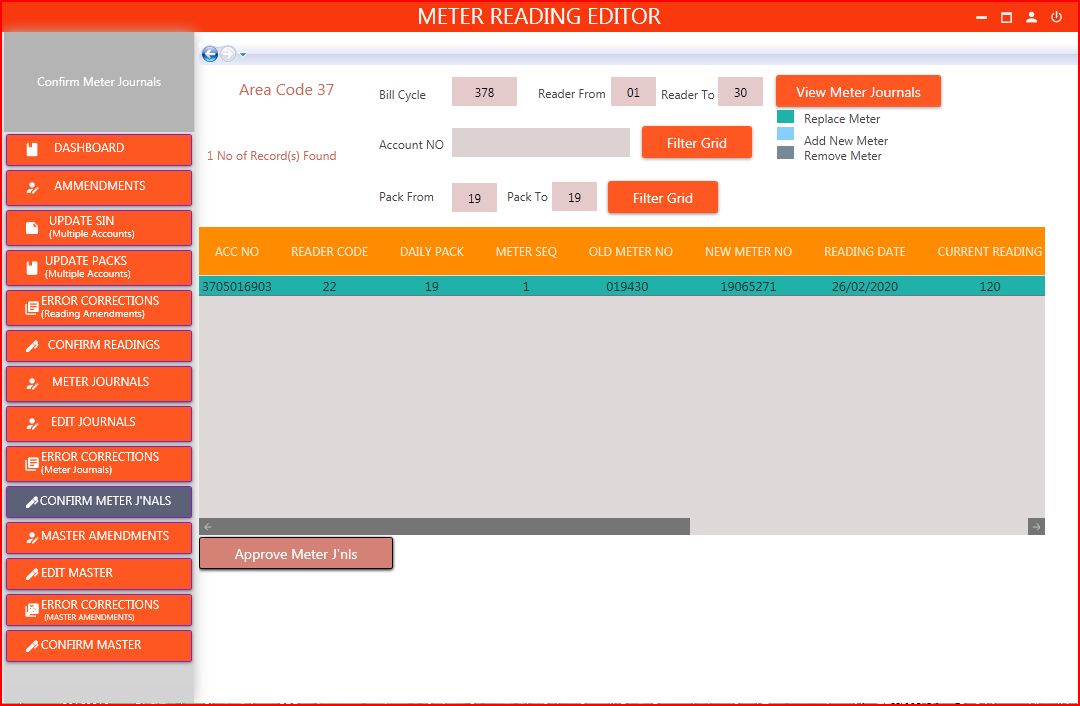 METER READING EDITOR
Confirm Meter Journals
DASHBOARD
AMMENDMENTS
UPDATE SIN
(Multiple Accounts)
UPDATE PACKS
(Multiple Accounts)
ERROR CORRECTIONS
(Reading Amendments)
CONFIRM READINGS
METER JOURNALS
EDIT JOURNALS
ERROR CORRECTIONS
(Meter Journals)
CONFIRM METER J'NALS
MASTER AMENDMENTS
EDIT MASTER
ERROR CORRECTIONS
(MASTER AMENDMENTS)
CONFIRM MASTER
Area Code 37
Bill Cycle 378 Reader From 01 Reader To 30 View Meter Journals
Replace Meter
Add New Meter
Remove Meter
Account NO Filter Grid
1 No of Record(s) Found
Pack From 19 Pack To 19 Filter Grid
ACC NO READER CODE DAILY PACK METER SEQ OLD METER NO NEW METER NO READING DATE CURRENT READING
3705016903 22 19 1 019430 19065271 26/02/2020 120
Approve Meter J'nls